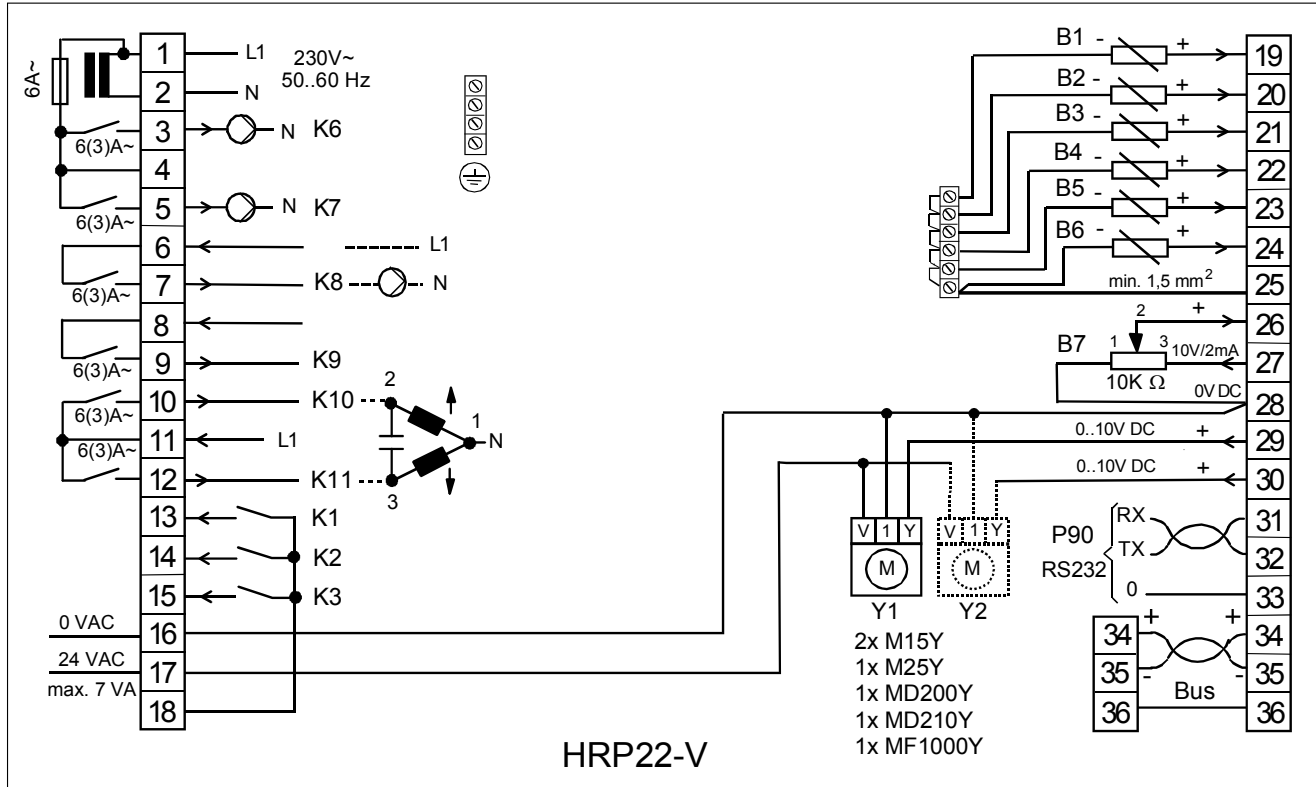 6A~
1
L1
230V~
50..60 Hz
2
N
3
6(3)A~
N K6
4
5
6(3)A~
N K7
6
L1
7
6(3)A~
K8
N
8
9
6(3)A~
K9
10
6(3)A~
K10
2
1
N
11
6(3)A~
L1
12
K11
3
13
K1
14
K2
15
K3
0 VAC
16
24 VAC
17
max. 7 VA
18
B1 - +
19
B2 - +
20
B3 - +
21
B4 - +
22
B5 - +
23
B6 - +
24
min. 1,5 mm²
25
2 +
26
B7
1 3 10V/2mA
27
10K Ω
0V DC
28
0..10V DC +
29
0..10V DC +
30
V 1 Y
M
Y1
V 1 Y
M
Y2
2x M15Y
1x M25Y
1x MD200Y
1x MD210Y
1x MF1000Y
P90
RS232
RX
31
TX
32
0
33
34 + + 34
35 - - 35
Bus
36 36
HRP22-V